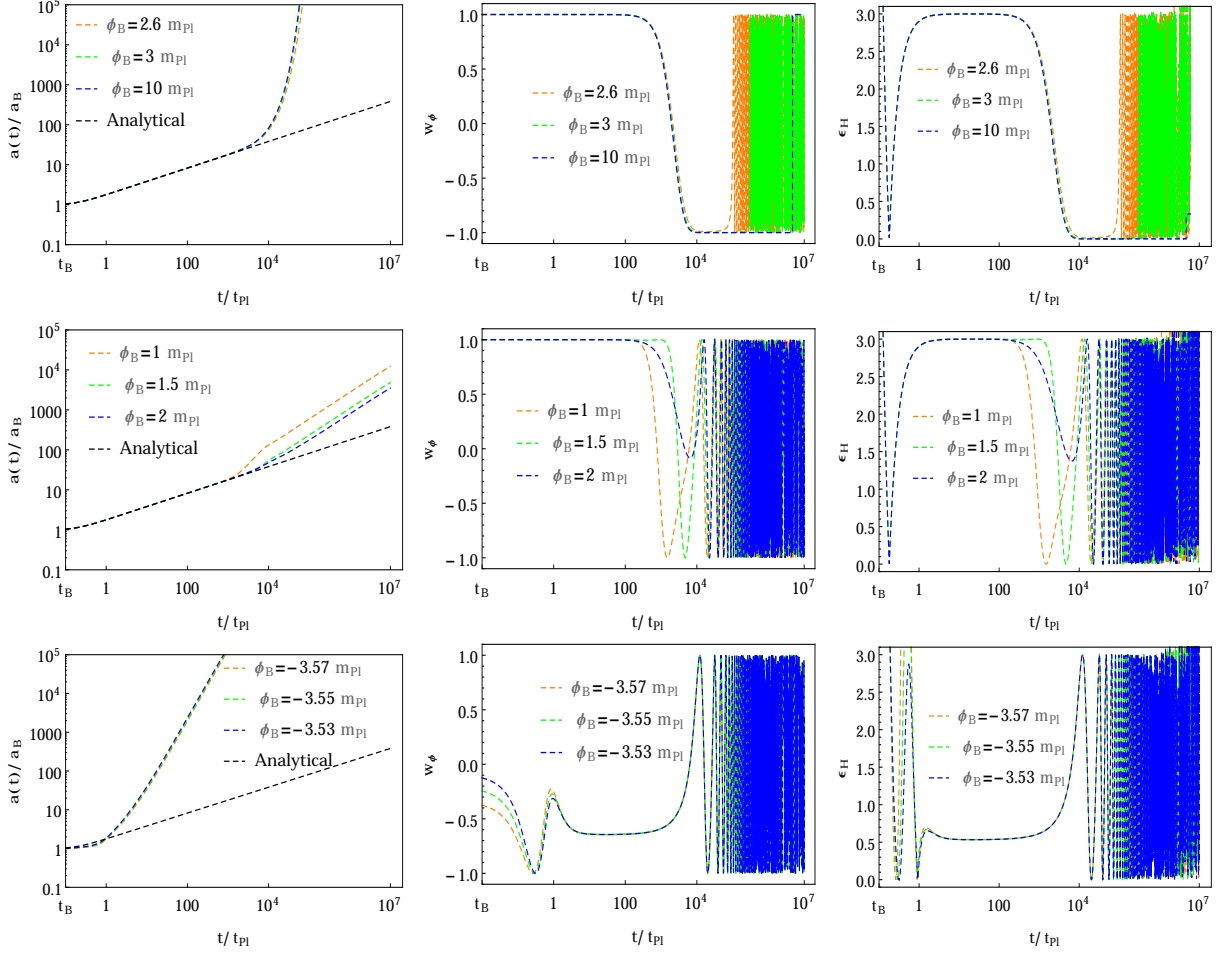 10^5
10^4
1000
100
10
1
0.1
a(t)/a_B
ϕ_B=2.6 m_Pl
ϕ_B=3 m_Pl
ϕ_B=10 m_Pl
Analytical
t_B
1
100
10^4
10^7
t/t_Pl
1.0
0.5
0.0
−0.5
−1.0
w_ϕ
ϕ_B=2.6 m_Pl
ϕ_B=3 m_Pl
ϕ_B=10 m_Pl
t_B
1
100
10^4
10^7
t/t_Pl
3.0
2.5
2.0
1.5
1.0
0.5
0.0
ϵ_H
ϕ_B=2.6 m_Pl
ϕ_B=3 m_Pl
ϕ_B=10 m_Pl
t_B
1
100
10^4
10^7
t/t_Pl
10^5
10^4
1000
100
10
1
0.1
a(t)/a_B
ϕ_B=1 m_Pl
ϕ_B=1.5 m_Pl
ϕ_B=2 m_Pl
Analytical
t_B
1
100
10^4
10^7
t/t_Pl
1.0
0.5
0.0
−0.5
−1.0
w_ϕ
ϕ_B=1 m_Pl
ϕ_B=1.5 m_Pl
ϕ_B=2 m_Pl
t_B
1
100
10^4
10^7
t/t_Pl
3.0
2.5
2.0
1.5
1.0
0.5
0.0
ϵ_H
ϕ_B=1 m_Pl
ϕ_B=1.5 m_Pl
ϕ_B=2 m_Pl
t_B
1
100
10^4
10^7
t/t_Pl
10^5
10^4
1000
100
10
1
0.1
a(t)/a_B
ϕ_B=−3.57 m_Pl
ϕ_B=−3.55 m_Pl
ϕ_B=−3.53 m_Pl
Analytical
t_B
1
100
10^4
10^7
t/t_Pl
1.0
0.5
0.0
−0.5
−1.0
w_ϕ
ϕ_B=−3.57 m_Pl
ϕ_B=−3.55 m_Pl
ϕ_B=−3.53 m_Pl
t_B
1
100
10^4
10^7
t/t_Pl
3.0
2.5
2.0
1.5
1.0
0.5
0.0
ϵ_H
ϕ_B=−3.57 m_Pl
ϕ_B=−3.55 m_Pl
ϕ_B=−3.53 m_Pl
t_B
1
100
10^4
10^7
t/t_Pl